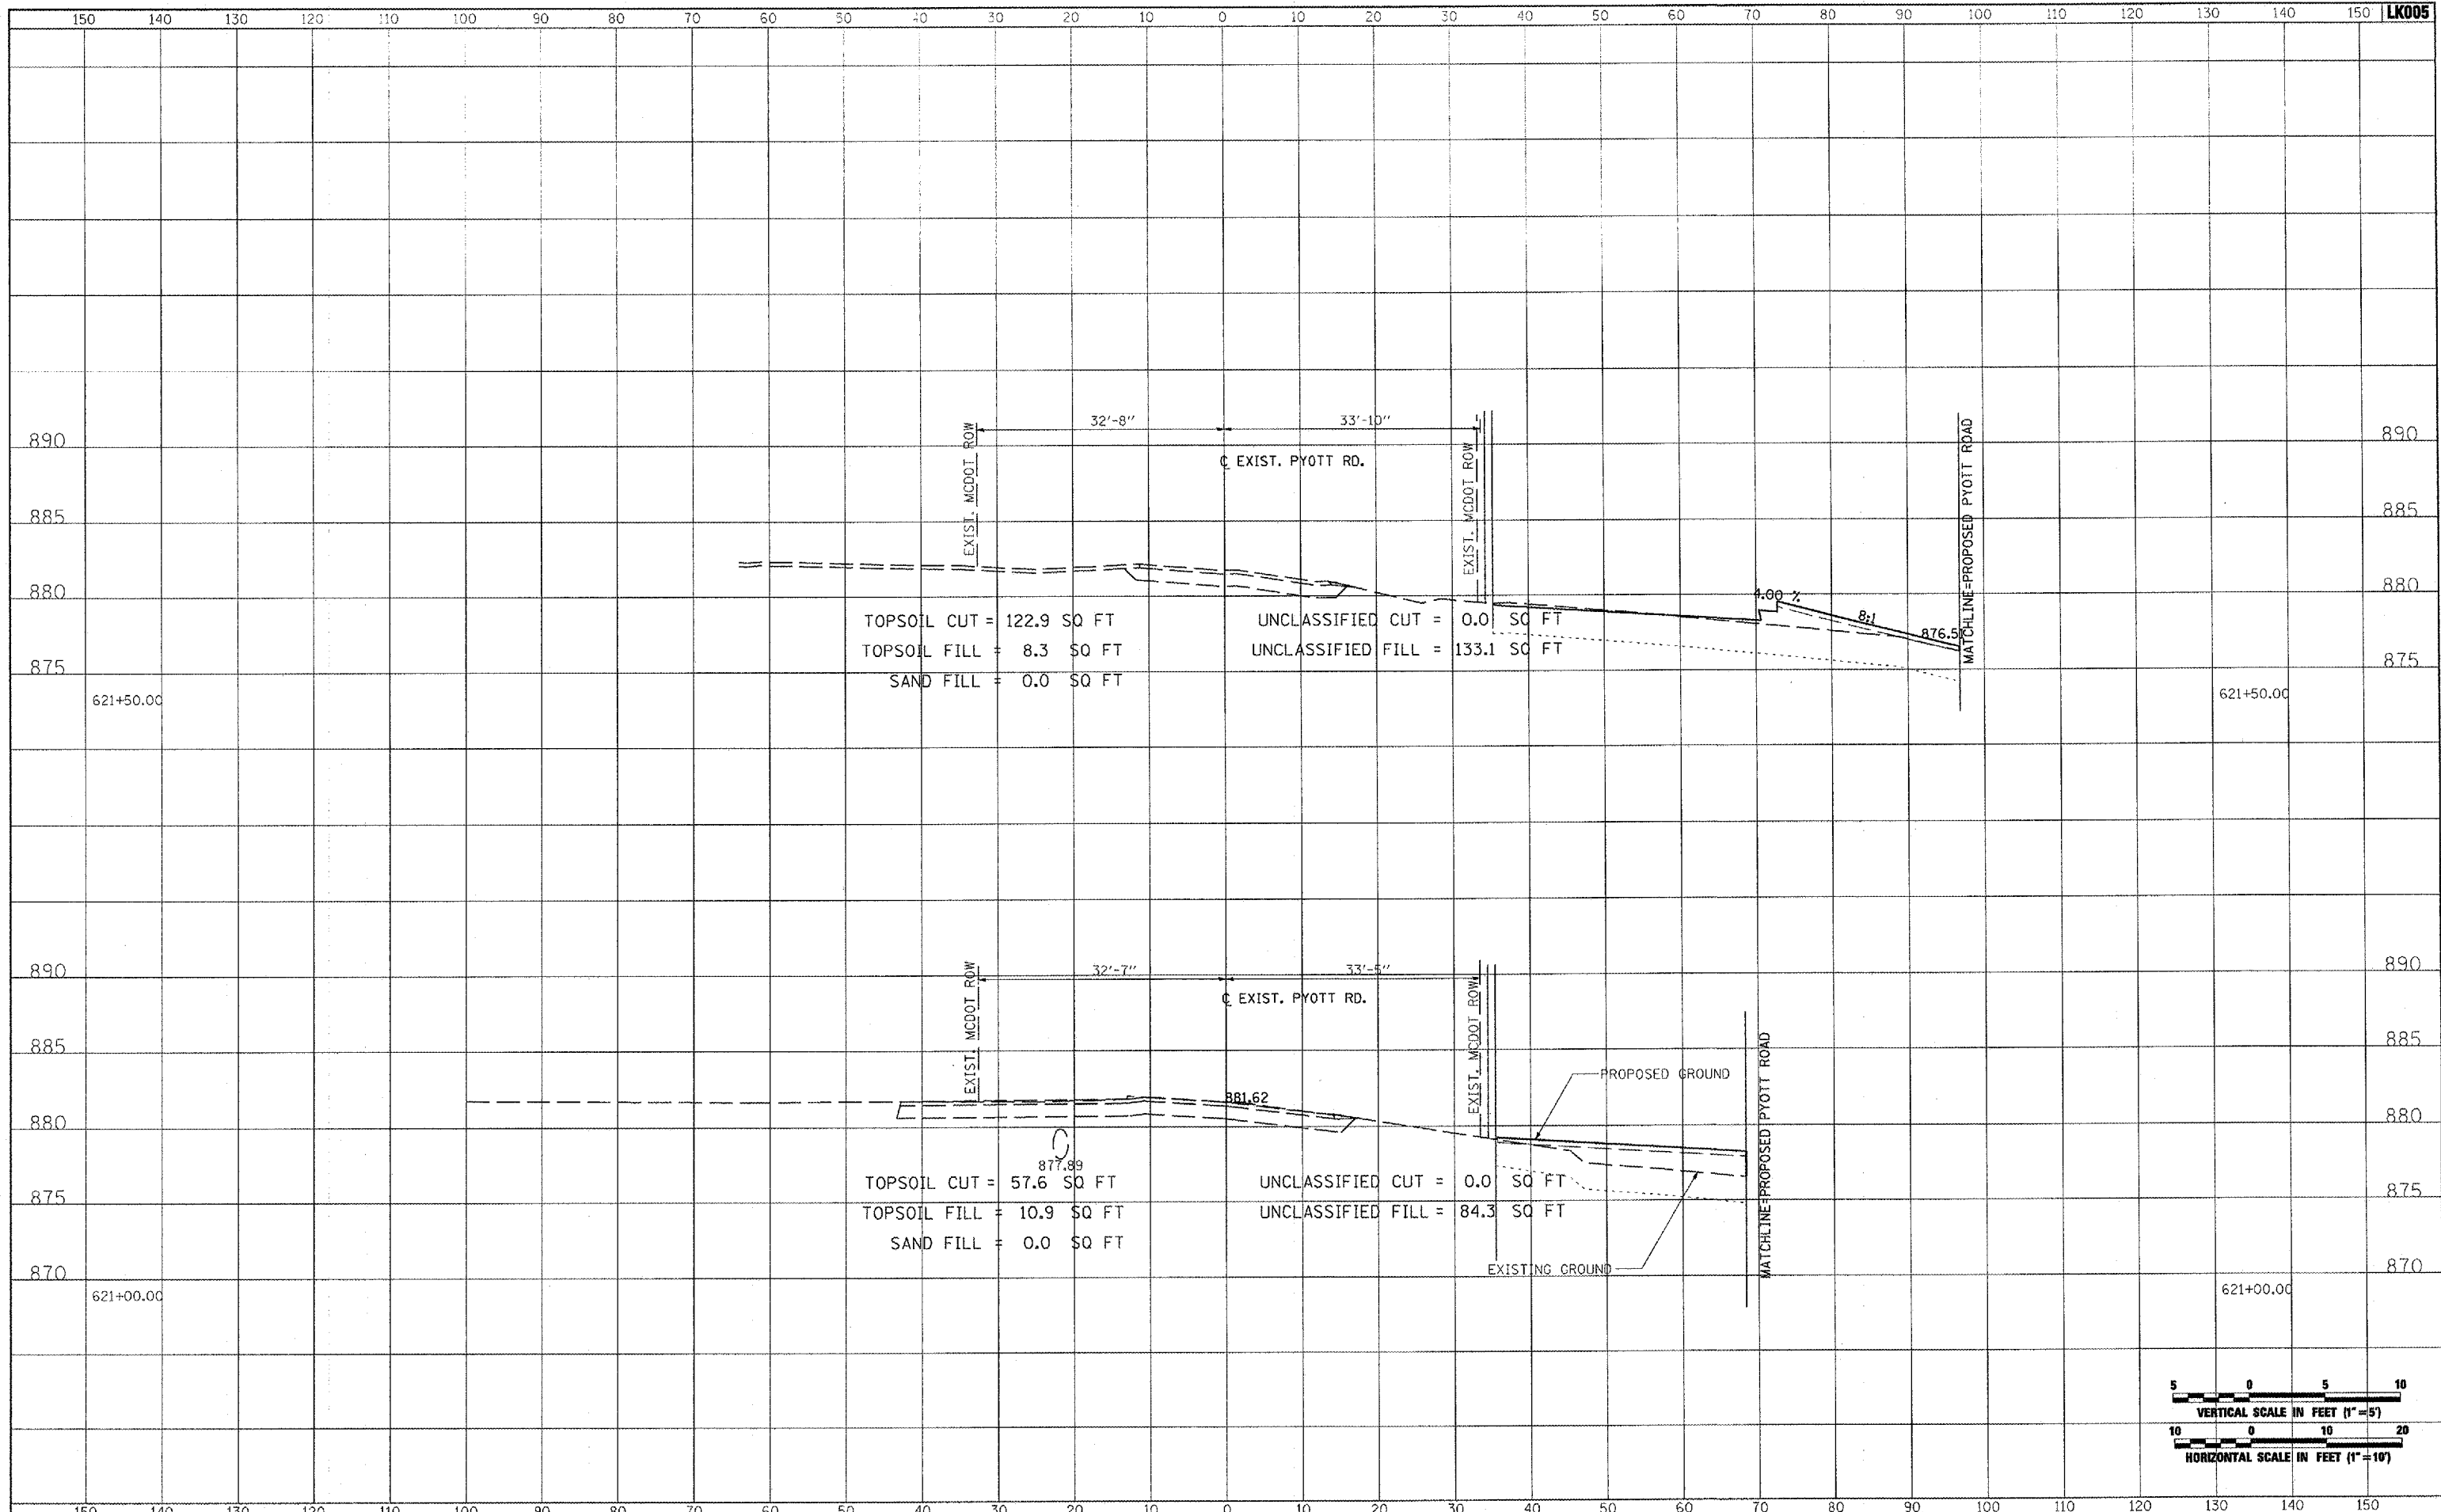 150 140 130 120 110 100 90 80 70 60 50 40 30 20 10 0 10 20 30 40 50 60 70 80 90 100 110 120 130 140 150 LK005
32'-8" 33'-10"
890 890
℄ EXIST. PYOTT RD.
EXIST. MCDOT ROW
EXIST. MCDOT ROW
MATCHLINE=PROPOSED PYOTT ROAD
885 885
880 880
4.00 %
8:1
876.51
TOPSOIL CUT = 122.9 SQ FT UNCLASSIFIED CUT = 0.0 SQ FT
TOPSOIL FILL = 8.3 SQ FT UNCLASSIFIED FILL = 133.1 SQ FT
875 875
SAND FILL = 0.0 SQ FT
621+50.00 621+50.00
32'-7" 33'-5"
890 890
℄ EXIST. PYOTT RD.
EXIST. MCDOT ROW
EXIST. MCDOT ROW
MATCHLINE=PROPOSED PYOTT ROAD
885 885
PROPOSED GROUND
881.62
880 880
877.89
TOPSOIL CUT = 57.6 SQ FT UNCLASSIFIED CUT = 0.0 SQ FT
875 875
TOPSOIL FILL = 10.9 SQ FT UNCLASSIFIED FILL = 84.3 SQ FT
SAND FILL = 0.0 SQ FT
EXISTING GROUND
870 870
621+00.00 621+00.00
5 0 5 10
VERTICAL SCALE IN FEET (1"=5')
10 0 10 20
HORIZONTAL SCALE IN FEET (1"=10')
150 140 130 120 110 100 90 80 70 60 50 40 30 20 10 0 10 20 30 40 50 60 70 80 90 100 110 120 130 140 150